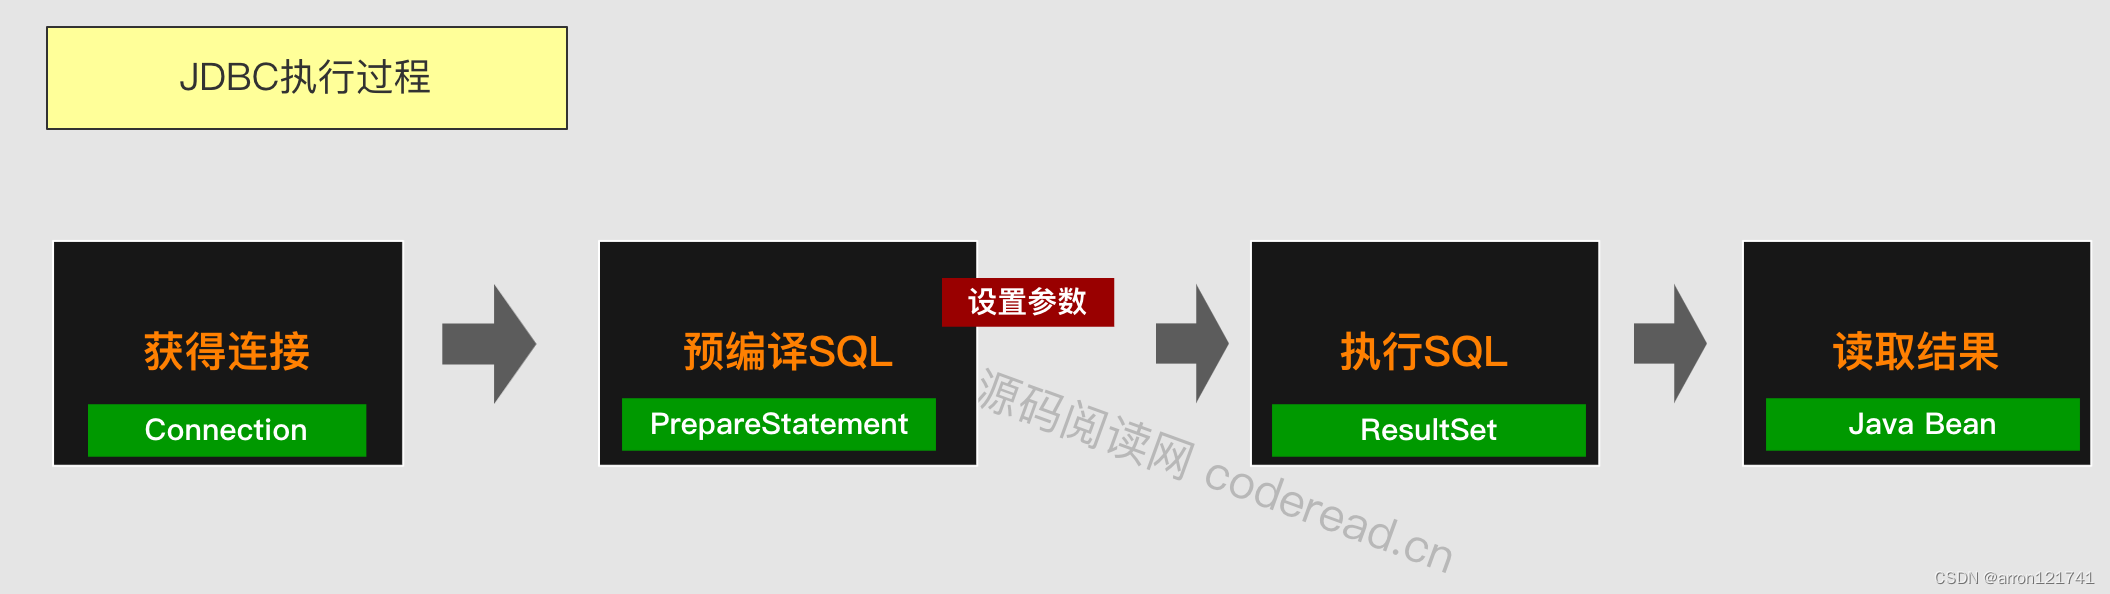 JDBC执行过程
获得连接
Connection
预编译SQL
PrepareStatement
设置参数
执行SQL
ResultSet
读取结果
Java Bean
源码阅读网 coderead.cn
CSDN @arron121741